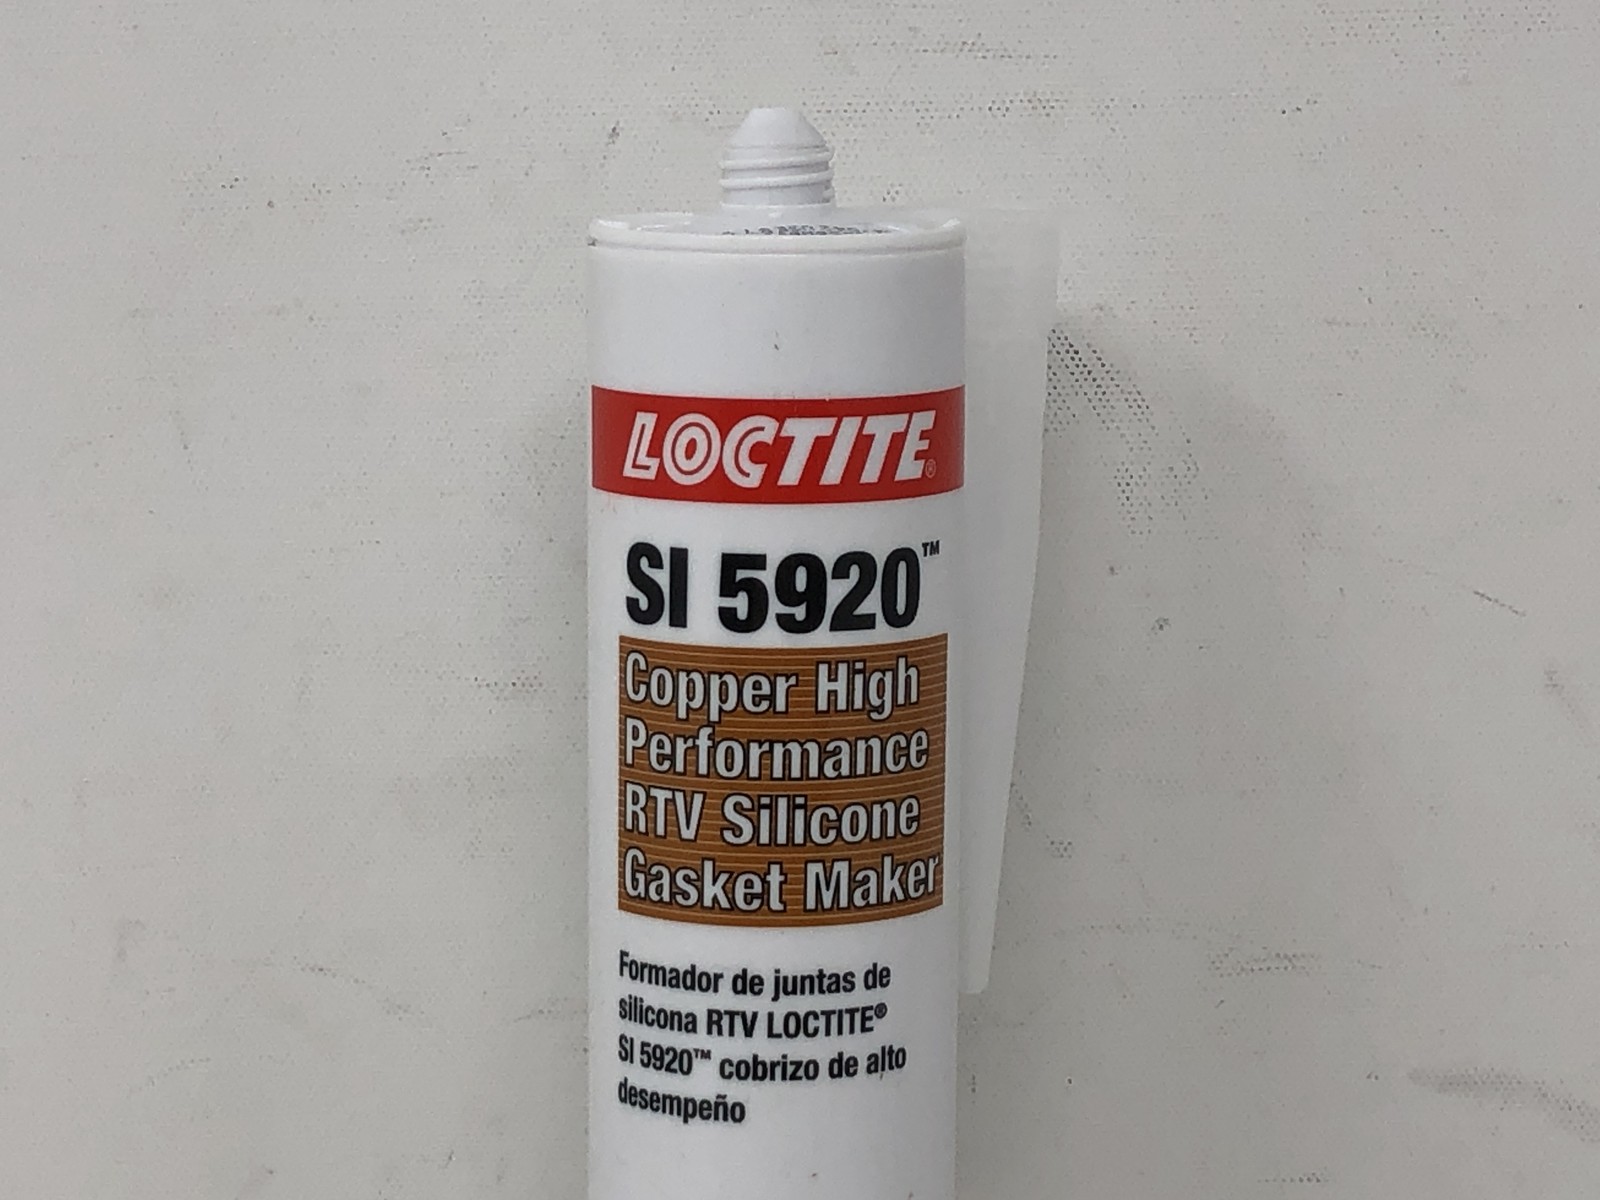 LOCTITE®
SI 5920™
Copper High
Performance
RTV Silicone
Gasket Maker
Formador de juntas de
silicona RTV LOCTITE®
SI 5920™ cobrizo de alto
desempeño